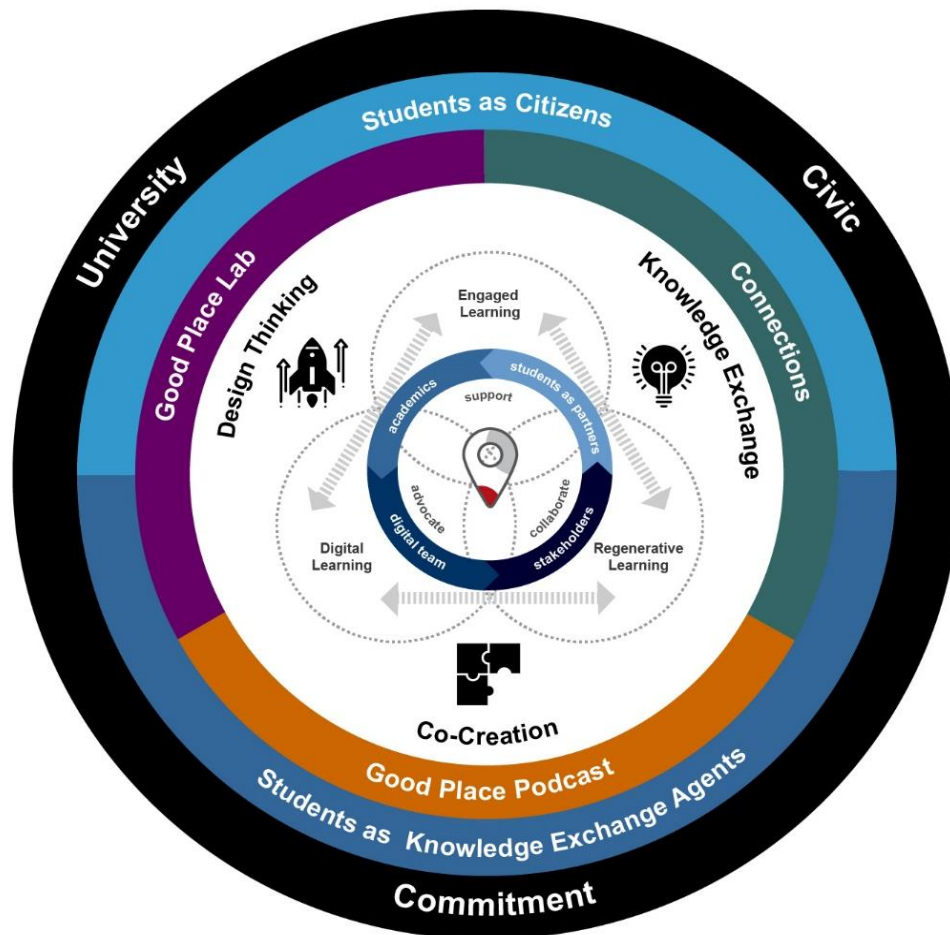 University
Civic
Commitment
Students as Citizens
Students as Knowledge Exchange Agents
Good Place Lab
Connections
Good Place Podcast
Design Thinking
Knowledge Exchange
Co-Creation
Engaged
Learning
Digital
Learning
Regenerative
Learning
academics
students as partners
stakeholders
digital team
support
advocate
collaborate